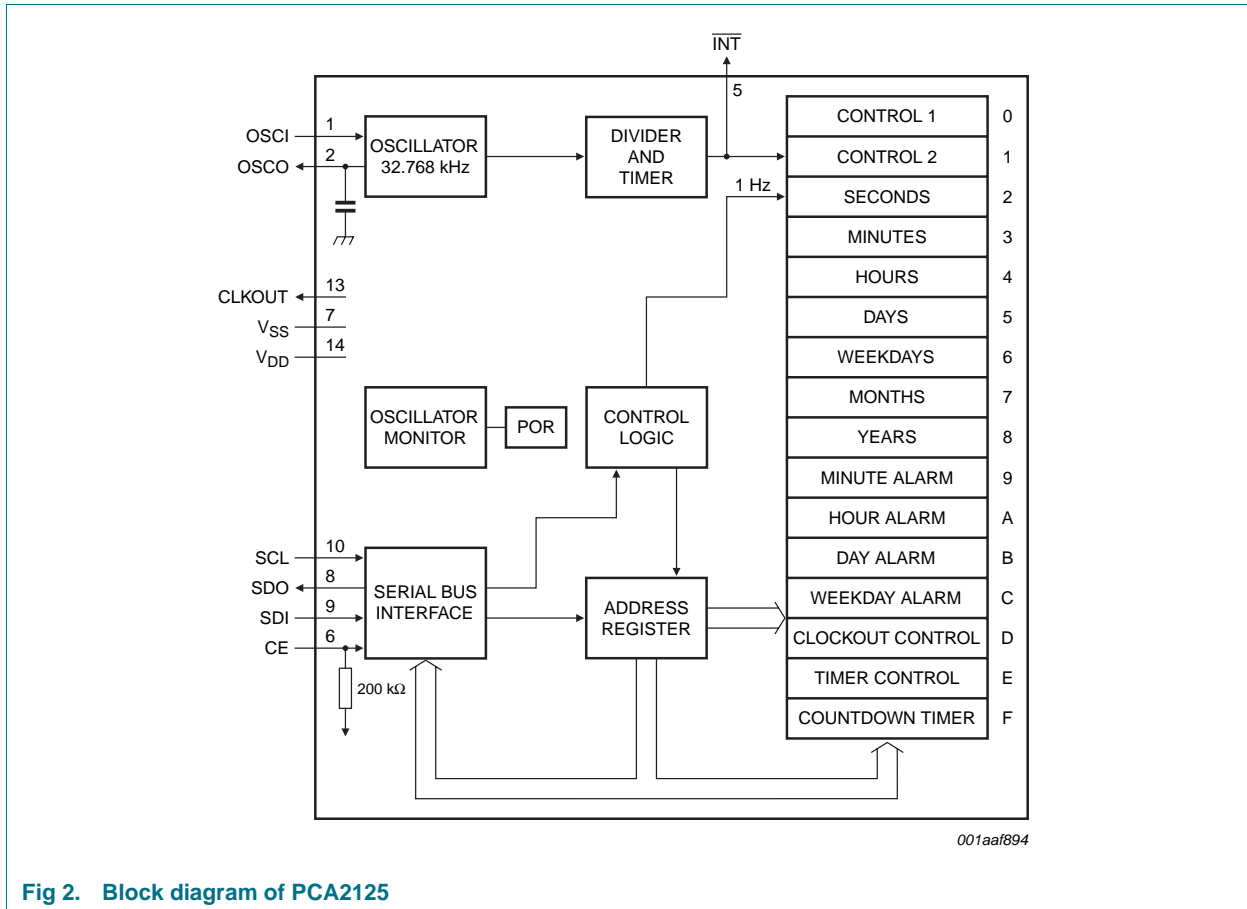 INT
5
OSCI
1
OSCO
2
OSCILLATOR
32.768 kHz
DIVIDER
AND
TIMER
1 Hz
CONTROL 1 0
CONTROL 2 1
SECONDS 2
MINUTES 3
HOURS 4
DAYS 5
WEEKDAYS 6
MONTHS 7
YEARS 8
MINUTE ALARM 9
HOUR ALARM A
DAY ALARM B
WEEKDAY ALARM C
CLOCKOUT CONTROL D
TIMER CONTROL E
COUNTDOWN TIMER F
CLKOUT 13
VSS 7
VDD 14
OSCILLATOR
MONITOR
POR
CONTROL
LOGIC
SCL 10
SDO 8
SDI 9
CE 6
SERIAL BUS
INTERFACE
ADDRESS
REGISTER
200 kΩ
001aaf894
Fig 2. Block diagram of PCA2125